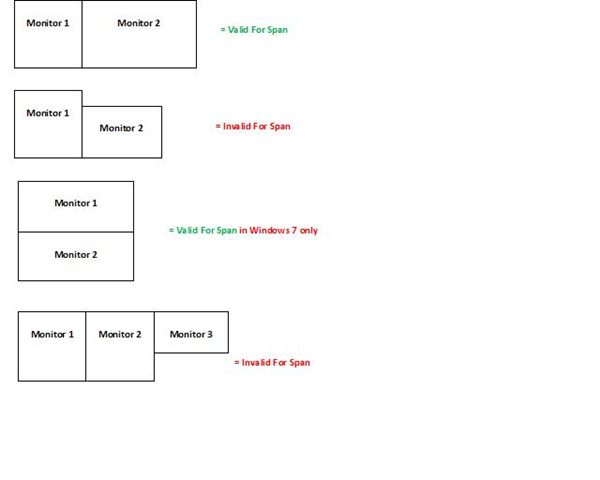 Monitor 1 Monitor 2
= Valid For Span
Monitor 1
Monitor 2
= Invalid For Span
Monitor 1
= Valid For Span in Windows 7 only
Monitor 2
Monitor 1 Monitor 2 Monitor 3
= Invalid For Span